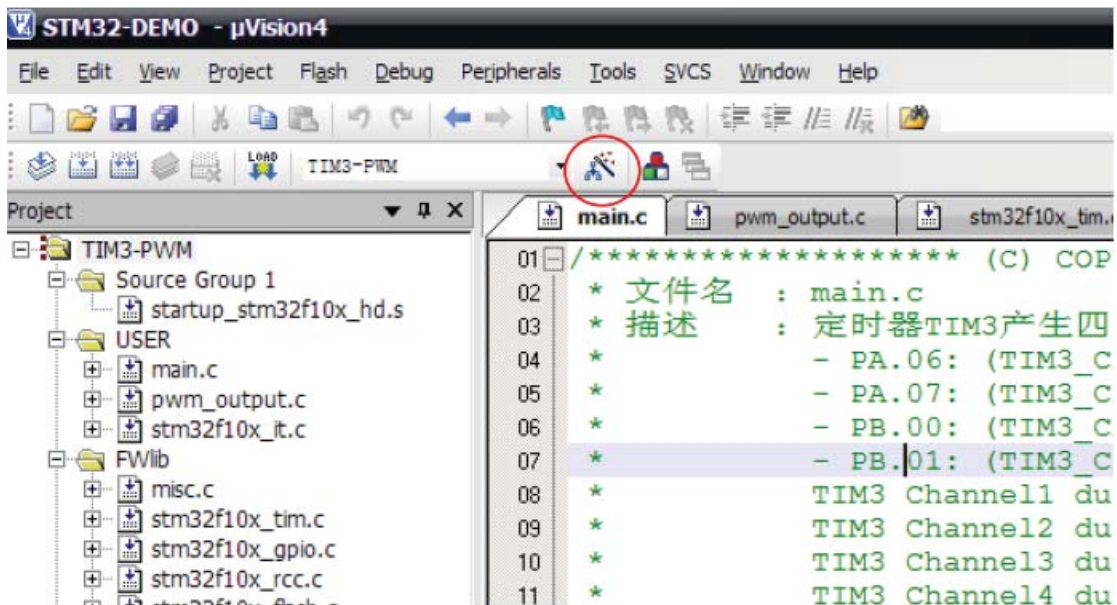 STM32-DEMO - µVision4
File Edit View Project Flash Debug Peripherals Tools SVCS Window Help
LOAD
TIM3-PWM
Project
main.c pwm_output.c stm32f10x_tim.
TIM3-PWM
Source Group 1
startup_stm32f10x_hd.s
USER
main.c
pwm_output.c
stm32f10x_it.c
FWlib
misc.c
stm32f10x_tim.c
stm32f10x_gpio.c
stm32f10x_rcc.c
01 /******************** (C) COP
02 * 文件名 : main.c
03 * 描述 : 定时器TIM3产生四
04 * - PA.06: (TIM3_C
05 * - PA.07: (TIM3_C
06 * - PB.00: (TIM3_C
07 * - PB.01: (TIM3_C
08 * TIM3 Channel1 du
09 * TIM3 Channel2 du
10 * TIM3 Channel3 du
11 * TIM3 Channel4 du